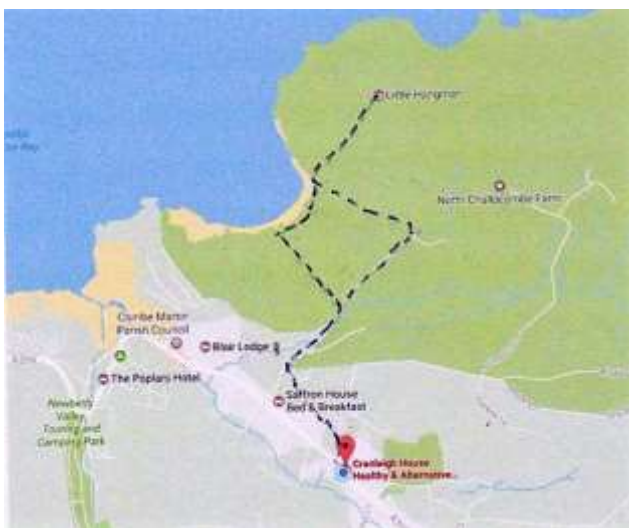 Little Hangman
North Challacombe Farm
Combe Martin
Parish Council
Blair Lodge
The Poplars Hotel
Saffron House
Bed & Breakfast
Newberry
Valley
Touring and
Camping Park
Cranleigh House
Healthy & Alternative...